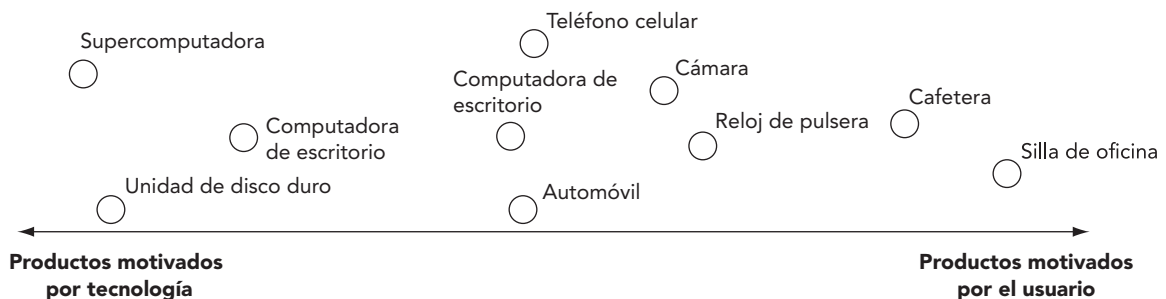 Teléfono celular
Supercomputadora
Cámara
Computadora de
escritorio
Cafetera
Computadora
de escritorio
Reloj de pulsera
Silla de oficina
Unidad de disco duro
Automóvil
Productos motivados
por tecnología
Productos motivados
por el usuario